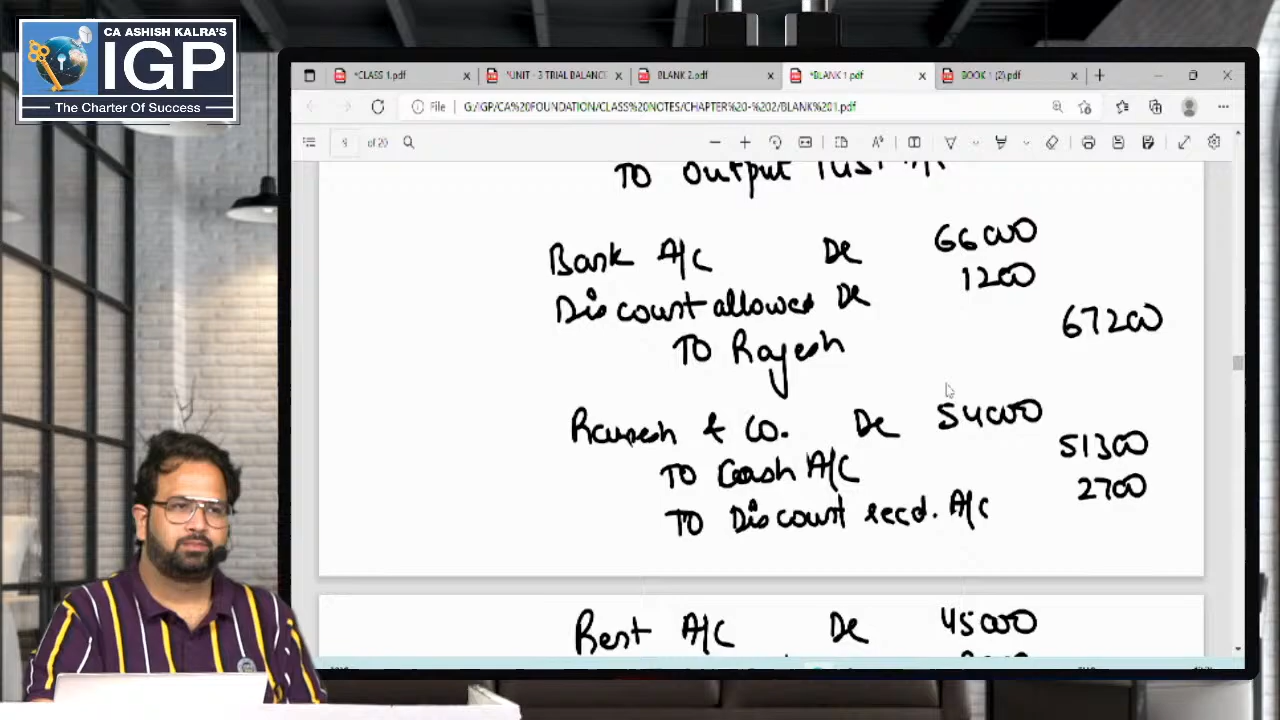 CA ASHISH KALRA'S
IGP
The Charter Of Success
*CLASS 1.pdf
*UNIT - 3 TRIAL BALANCE
BLANK 2.pdf
*BLANK 1.pdf
BOOK 1 (2).pdf
File G:/IGP/CA%20FOUNDATION/CLASS%20NOTES/CHAPTER%20-%202/BLANK%201.pdf
9 of 20
TO Output
Bank A/C Dr 66000
Discount allowed Dr 1200
TO Rajesh 67200
Ramesh & CO. Dr 54000
TO Cash A/C 51300
TO Discount recd. A/C 2700
Rent A/C Dr 45000